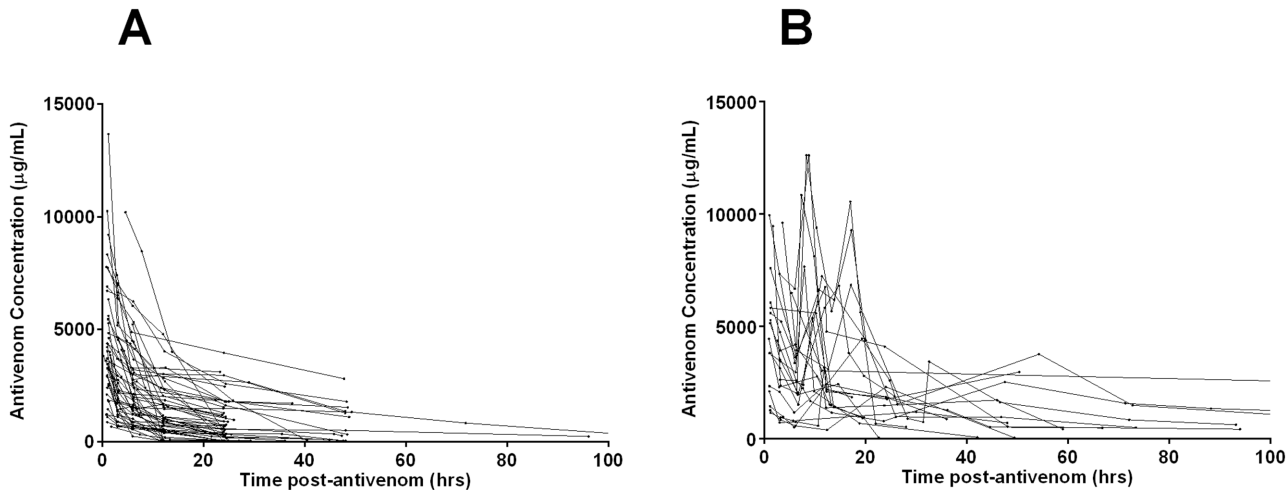 A
Antivenom Concentration (µg/mL)
15000
10000
5000
0
0 20 40 60 80 100
Time post-antivenom (hrs)
B
Antivenom Concentration (µg/mL)
15000
10000
5000
0
0 20 40 60 80 100
Time post-antivenom (hrs)